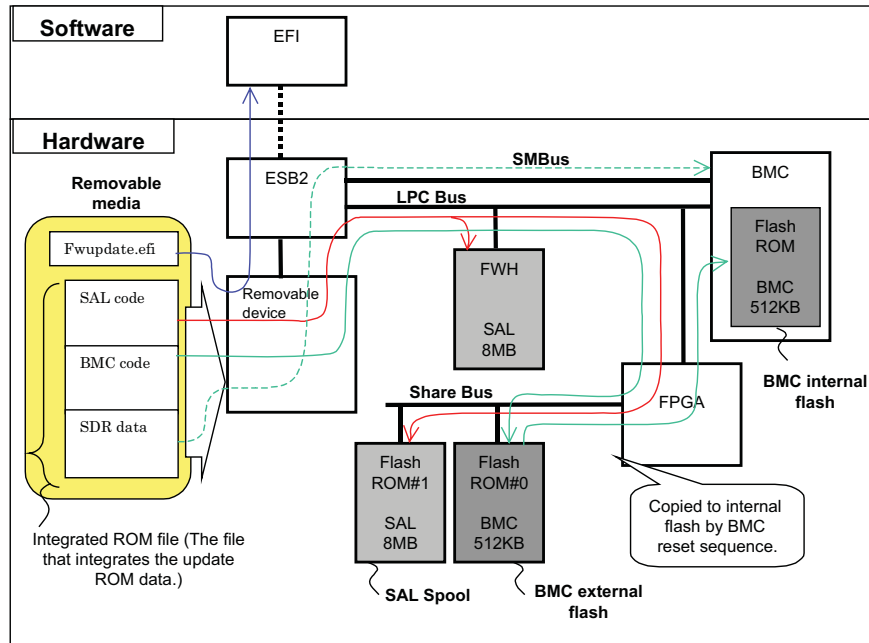 Software
EFI
Hardware
Removable
media
Fwupdate.efi
SAL code
BMC code
SDR data
Integrated ROM file (The file
that integrates the update
ROM data.)
ESB2
Removable
device
SMBus
LPC Bus
BMC
Flash
ROM
BMC
512KB
BMC internal
flash
FWH
SAL
8MB
Share Bus
FPGA
Flash
ROM#1
SAL
8MB
SAL Spool
Flash
ROM#0
BMC
512KB
BMC external
flash
Copied to internal
flash by BMC
reset sequence.